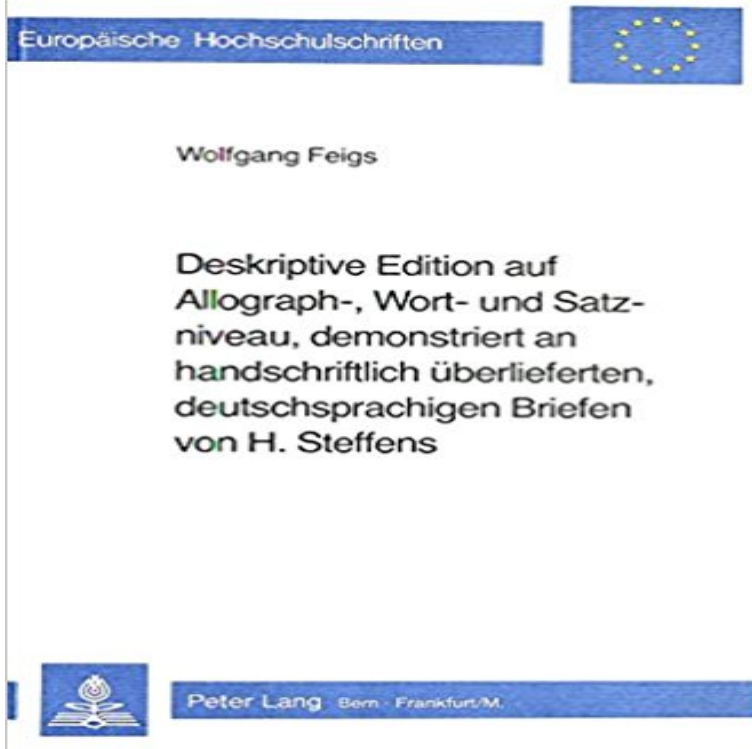 Europäische Hochschulschriften
Wolfgang Feigs
Deskriptive Edition auf
Allograph-, Wort- und Satz-
niveau, demonstriert an
handschriftlich überlieferten,
deutschsprachigen Briefen
von H. Steffens
Peter Lang Bern · Frankfurt/M.